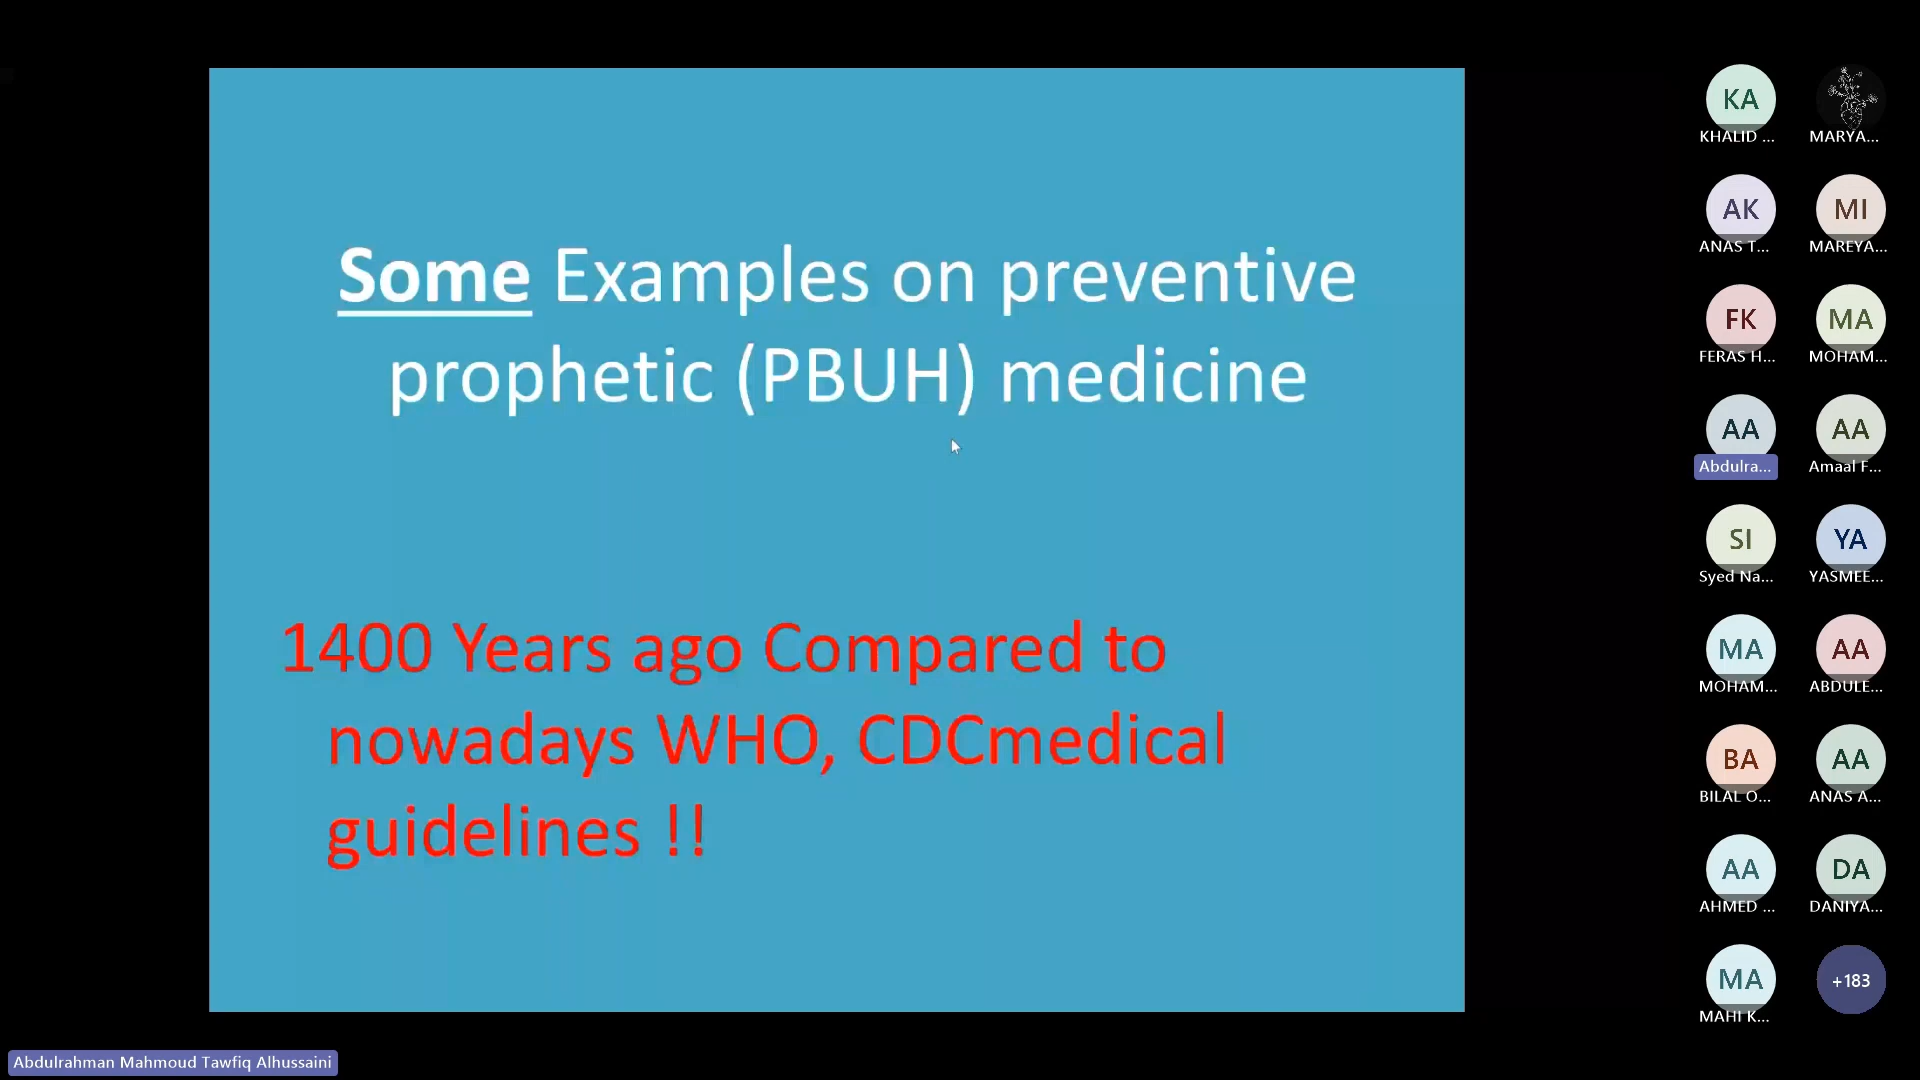 Some Examples on preventive
prophetic (PBUH) medicine
1400 Years ago Compared to
nowadays WHO, CDCmedical
guidelines !!
KA
KHALID ...
MARYA...
AK
ANAS T...
MI
MAREYA...
FK
FERAS H...
MA
MOHAM...
AA
Abdulra...
AA
Amaal F...
SI
Syed Na...
YA
YASMEE...
MA
MOHAM...
AA
ABDULE...
BA
BILAL O...
AA
ANAS A...
AA
AHMED ...
DA
DANIYA...
MA
MAHI K...
+183
Abdulrahman Mahmoud Tawfiq Alhussaini